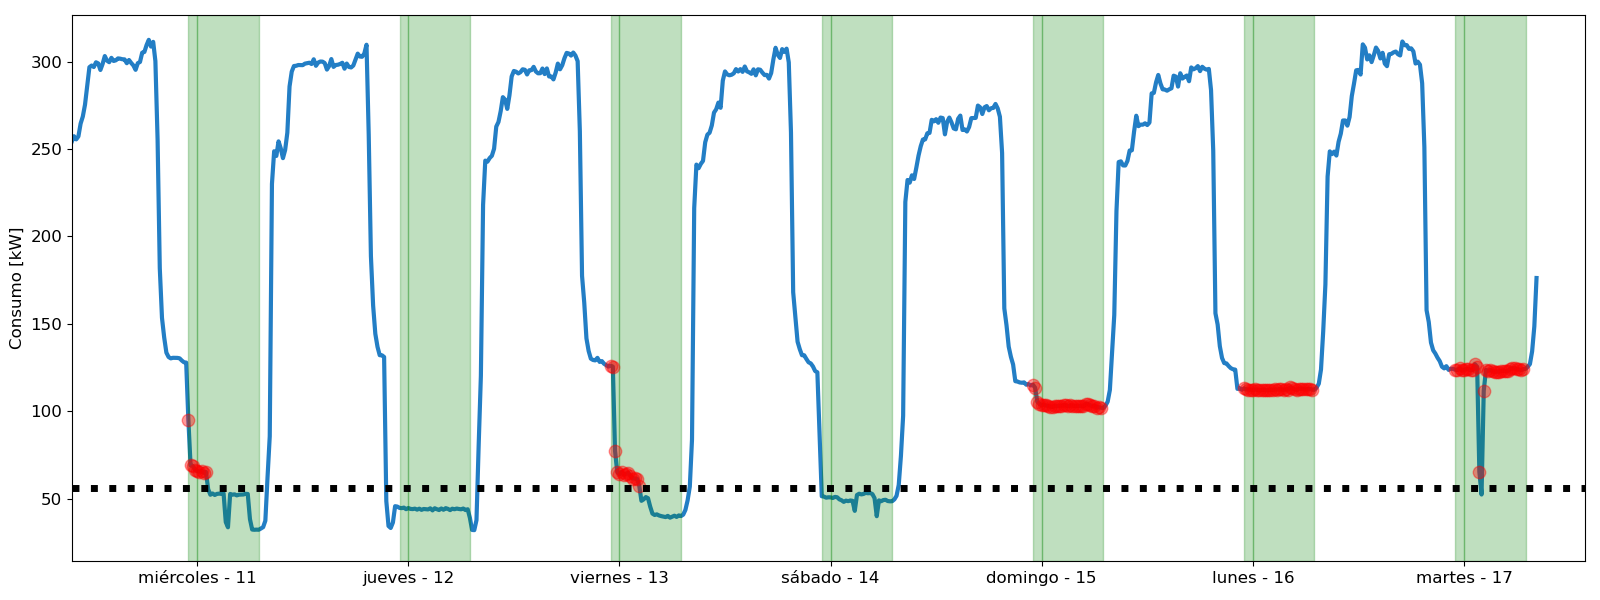 Consumo [kW]
300
250
200
150
100
50
miércoles - 11
jueves - 12
viernes - 13
sábado - 14
domingo - 15
lunes - 16
martes - 17